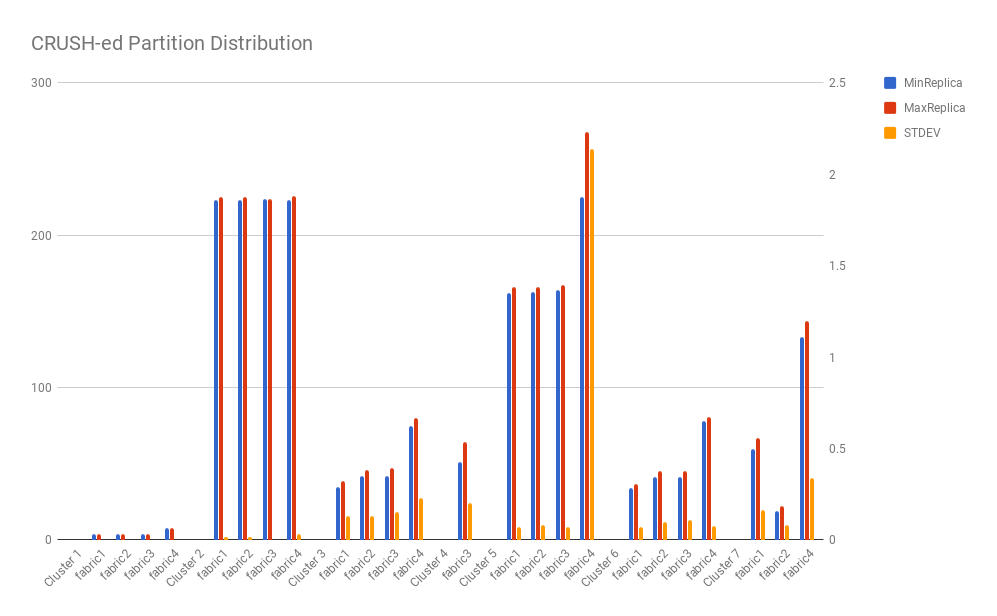 CRUSH-ed Partition Distribution
300
200
100
0
2.5
2
1.5
1
0.5
0
MinReplica
MaxReplica
STDEV
Cluster 1
fabric1
fabric2
fabric3
fabric4
Cluster 2
fabric1
fabric2
fabric3
fabric4
Cluster 3
fabric1
fabric2
fabric3
fabric4
Cluster 4
fabric3
Cluster 5
fabric1
fabric2
fabric3
fabric4
Cluster 6
fabric1
fabric2
fabric3
fabric4
Cluster 7
fabric1
fabric2
fabric4